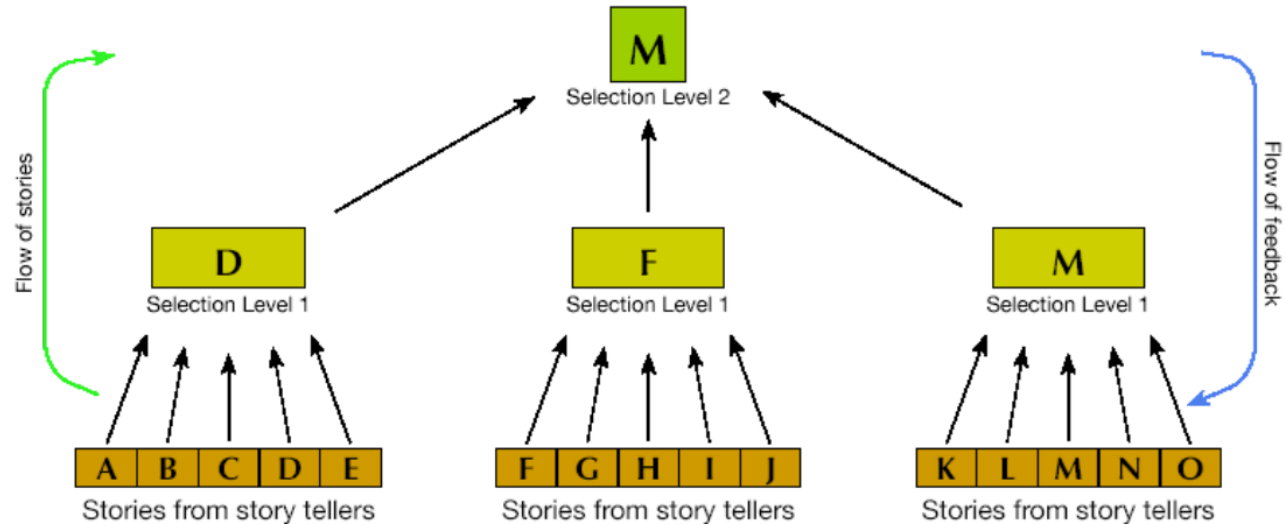 M
Selection Level 2
Flow of stories
Flow of feedback
D
F
M
Selection Level 1
Selection Level 1
Selection Level 1
A B C D E
F G H I J
K L M N O
Stories from story tellers
Stories from story tellers
Stories from story tellers